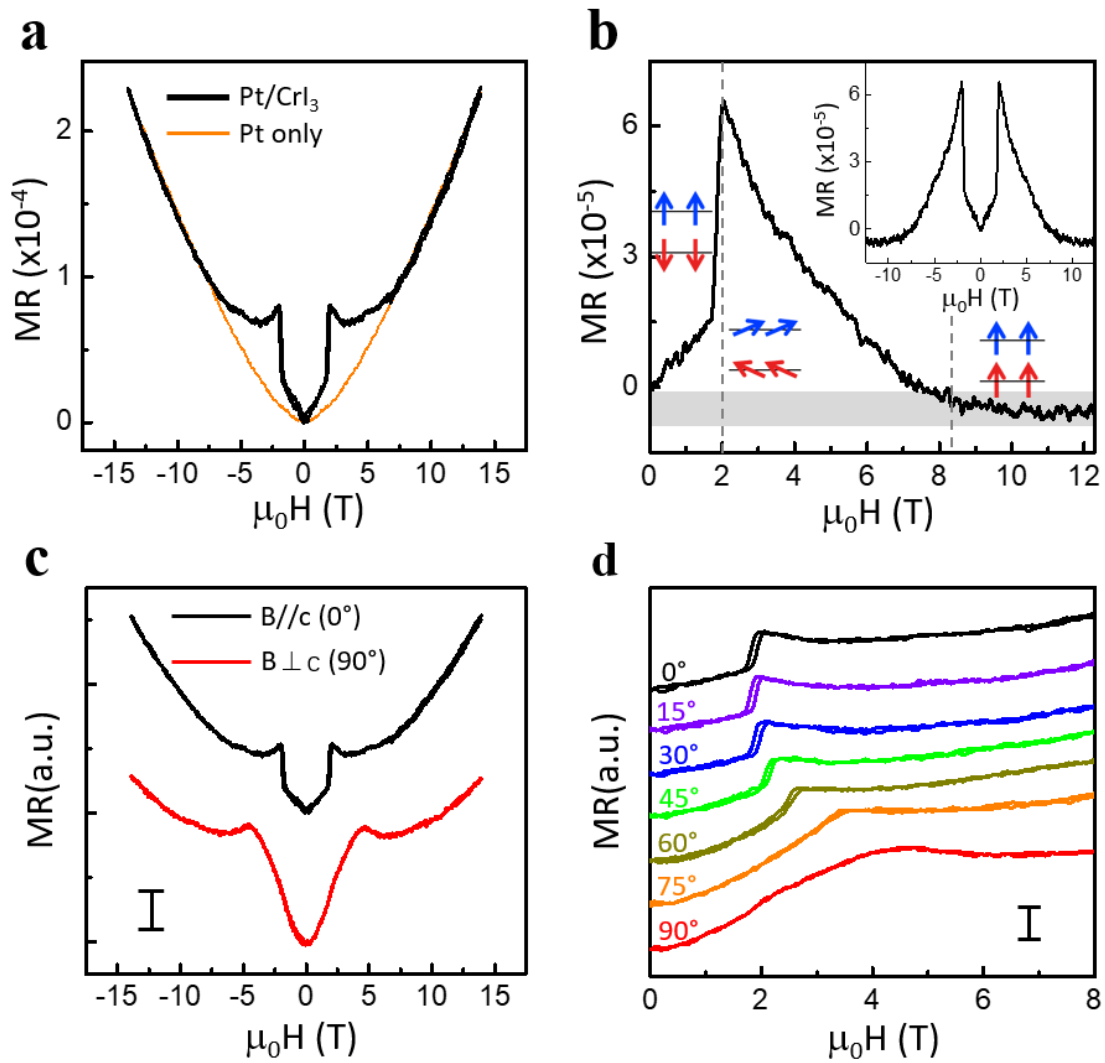 a
Pt/CrI₃
Pt only
MR (x10⁻⁴)
2
1
0
-15 -10 -5 0 5 10 15
μ₀H (T)
b
MR (x10⁻⁵)
6
3
0
0 2 4 6 8 10 12
μ₀H (T)
MR (x10⁻⁵)
6
3
0
-10 -5 0 5 10
μ₀H (T)
c
B//c (0°)
B⊥c (90°)
MR(a.u.)
-15 -10 -5 0 5 10 15
μ₀H (T)
d
MR(a.u.)
0°
15°
30°
45°
60°
75°
90°
0 2 4 6 8
μ₀H (T)